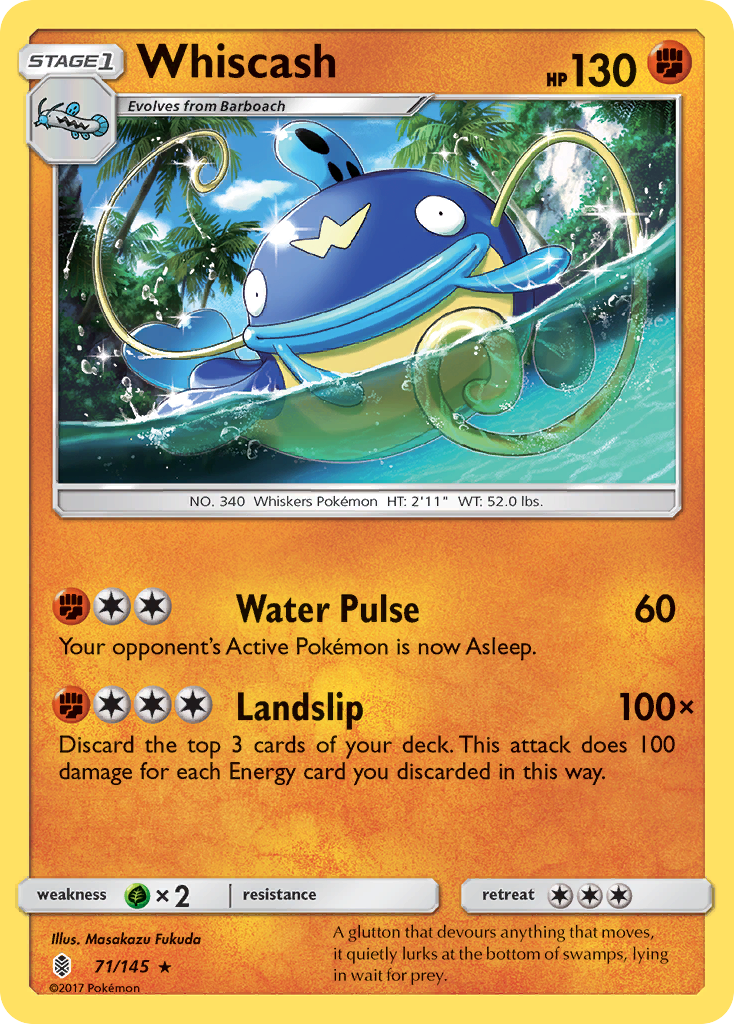 STAGE1
Whiscash
HP 130
Evolves from Barboach
NO. 340 Whiskers Pokémon HT: 2'11" WT: 52.0 lbs.
Water Pulse 60
Your opponent's Active Pokémon is now Asleep.
Landslip 100×
Discard the top 3 cards of your deck. This attack does 100
damage for each Energy card you discarded in this way.
weakness ×2 resistance retreat
Illus. Masakazu Fukuda
71/145 ★
©2017 Pokémon
A glutton that devours anything that moves,
it quietly lurks at the bottom of swamps, lying
in wait for prey.